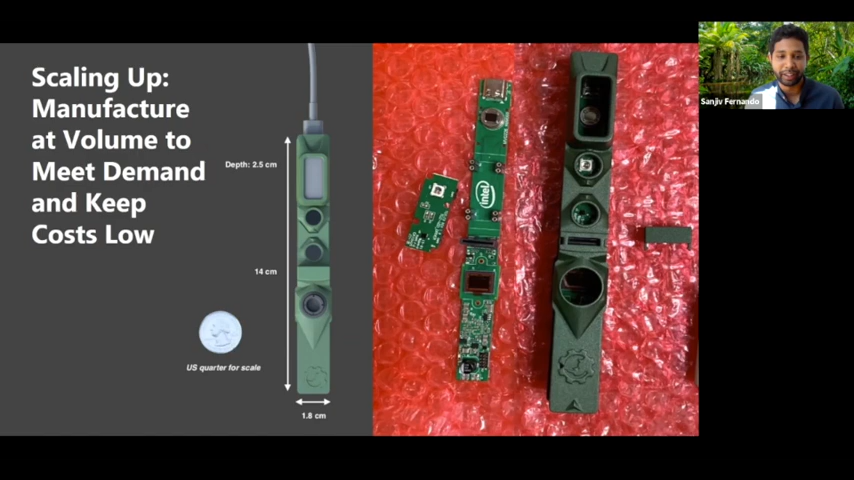 Scaling Up:
Manufacture
at Volume to
Meet Demand
and Keep
Costs Low
Depth: 2.5 cm
14 cm
US quarter for scale
1.8 cm
intel
Sanjiv Fernando